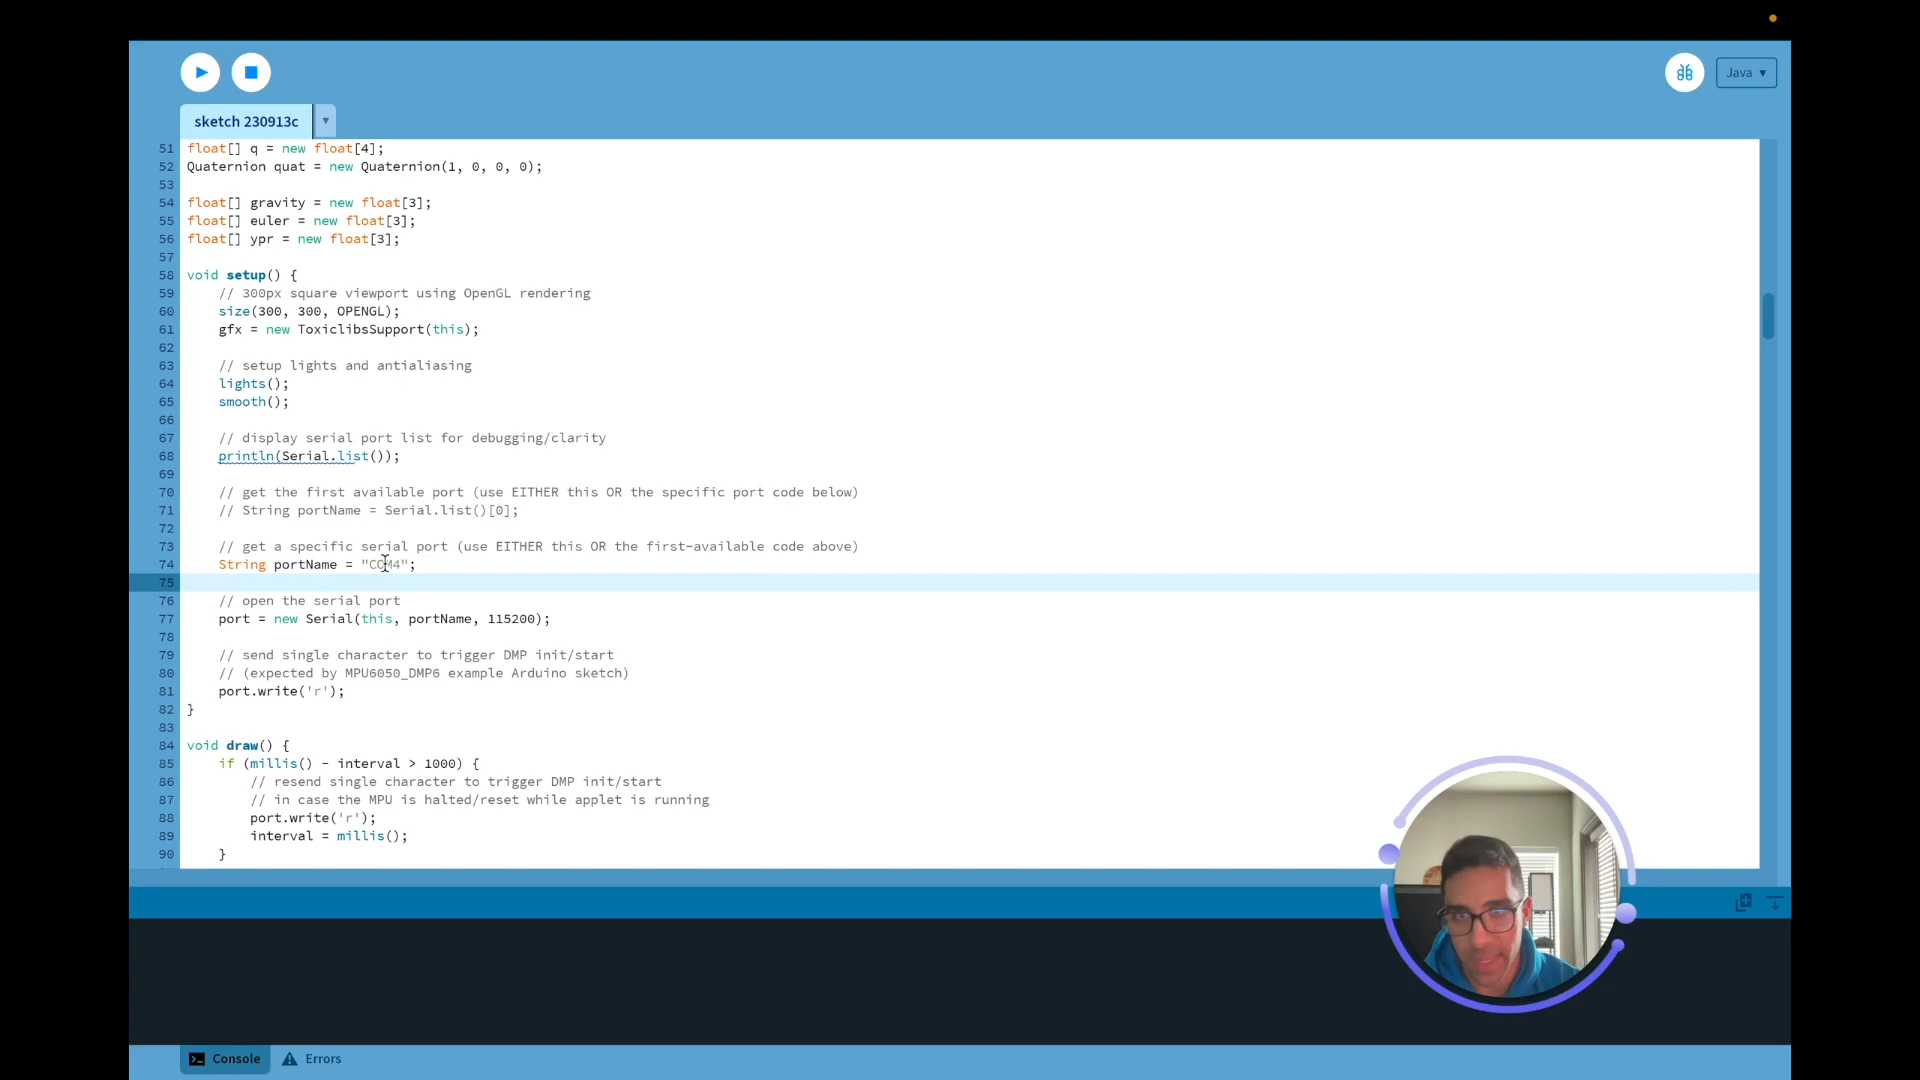 Java ▾
sketch 230913c
▾
51 float[] q = new float[4];
52 Quaternion quat = new Quaternion(1, 0, 0, 0);
53
54 float[] gravity = new float[3];
55 float[] euler = new float[3];
56 float[] ypr = new float[3];
57
58 void setup() {
59 // 300px square viewport using OpenGL rendering
60 size(300, 300, OPENGL);
61 gfx = new ToxiclibsSupport(this);
62
63 // setup lights and antialiasing
64 lights();
65 smooth();
66
67 // display serial port list for debugging/clarity
68 println(Serial.list());
69
70 // get the first available port (use EITHER this OR the specific port code below)
71 // String portName = Serial.list()[0];
72
73 // get a specific serial port (use EITHER this OR the first-available code above)
74 String portName = "COM4";
75
76 // open the serial port
77 port = new Serial(this, portName, 115200);
78
79 // send single character to trigger DMP init/start
80 // (expected by MPU6050_DMP6 example Arduino sketch)
81 port.write('r');
82 }
83
84 void draw() {
85 if (millis() - interval > 1000) {
86 // resend single character to trigger DMP init/start
87 // in case the MPU is halted/reset while applet is running
88 port.write('r');
89 interval = millis();
90 }
Console
Errors